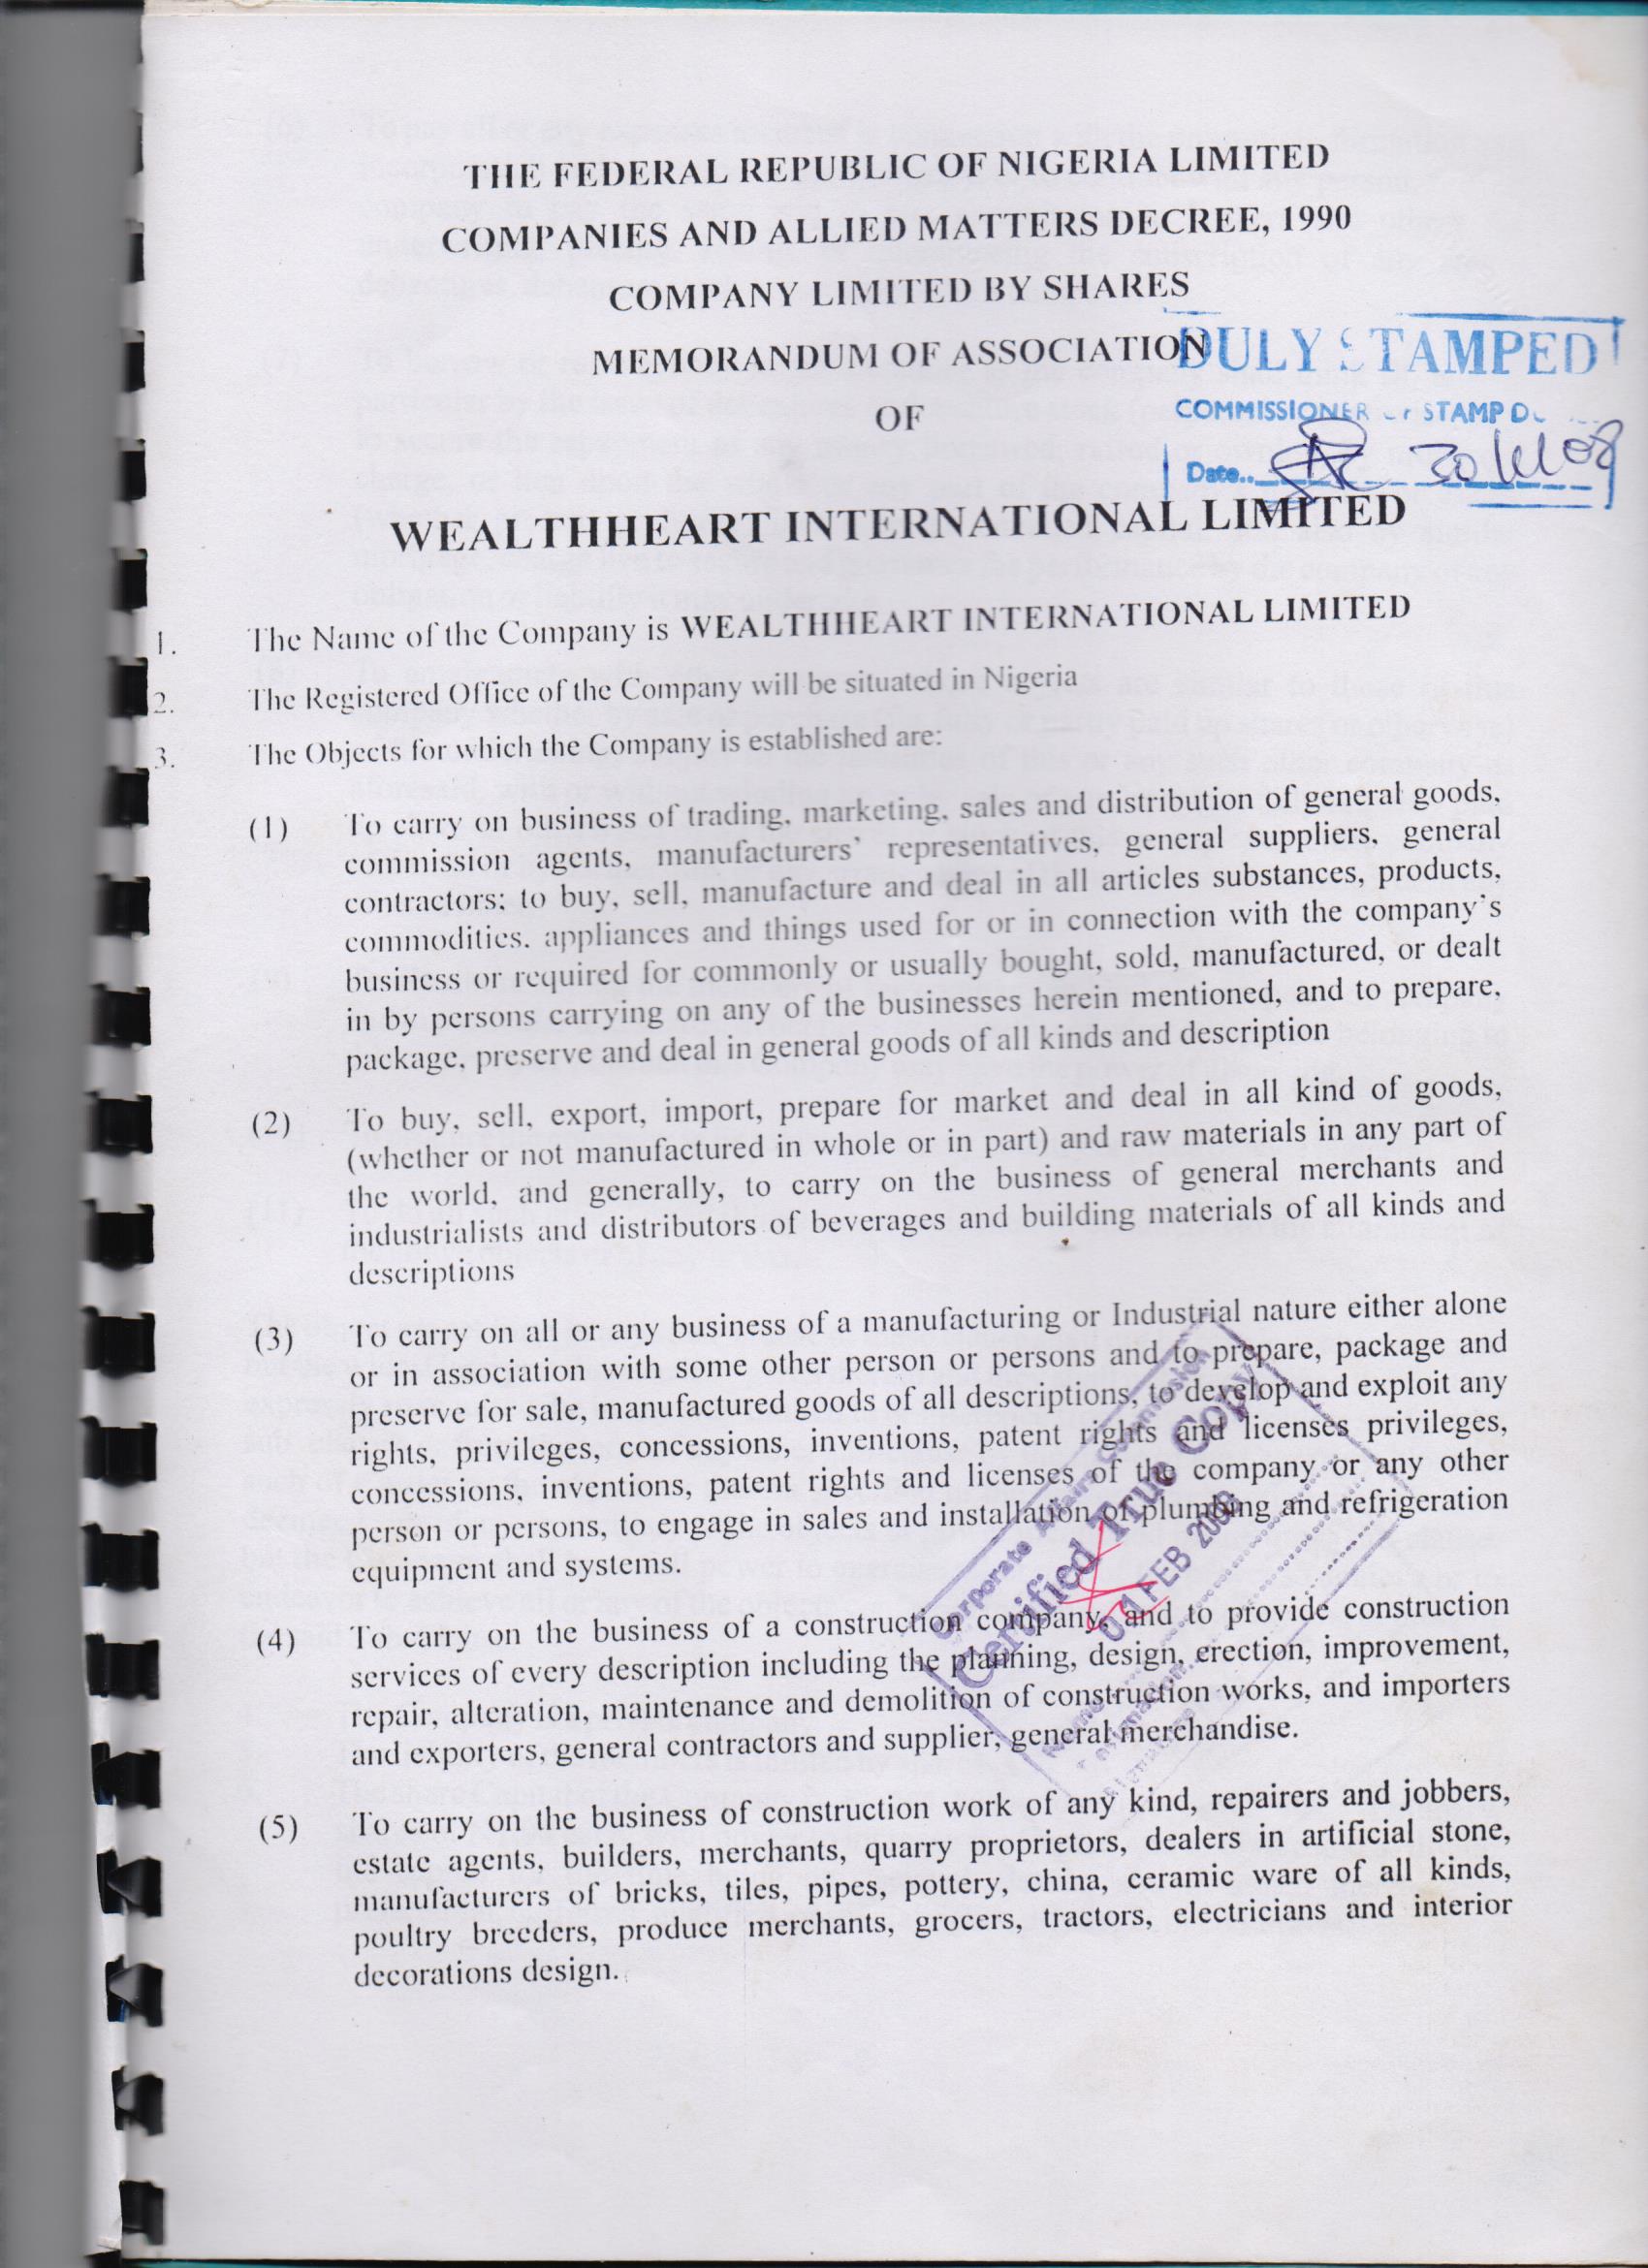 THE FEDERAL REPUBLIC OF NIGERIA LIMITED
COMPANIES AND ALLIED MATTERS DECREE, 1990
COMPANY LIMITED BY SHARES
MEMORANDUM OF ASSOCIATION
DULY STAMPED
OF
COMMISSIONER STAMP
Date..
WEALTHHEART INTERNATIONAL LIMITED
1. The Name of the Company is WEALTHHEART INTERNATIONAL LIMITED
2. The Registered Office of the Company will be situated in Nigeria
3. The Objects for which the Company is established are:
(1) To carry on business of trading, marketing, sales and distribution of general goods,
commission agents, manufacturers' representatives, general suppliers, general
contractors; to buy, sell, manufacture and deal in all articles substances, products,
commodities. appliances and things used for or in connection with the company's
business or required for commonly or usually bought, sold, manufactured, or dealt
in by persons carrying on any of the businesses herein mentioned, and to prepare,
package, preserve and deal in general goods of all kinds and description
(2) To buy, sell, export, import, prepare for market and deal in all kind of goods,
(whether or not manufactured in whole or in part) and raw materials in any part of
the world, and generally, to carry on the business of general merchants and
industrialists and distributors of beverages and building materials of all kinds and
descriptions
(3) To carry on all or any business of a manufacturing or Industrial nature either alone
or in association with some other person or persons and to prepare, package and
preserve for sale, manufactured goods of all descriptions, to develop and exploit any
rights, privileges, concessions, inventions, patent rights and licenses privileges,
concessions, inventions, patent rights and licenses of the company or any other
person or persons, to engage in sales and installation of plumbing and refrigeration
equipment and systems.
Corporate Affairs Commission
Certified True Copy
01 FEB
(4) To carry on the business of a construction company, and to provide construction
services of every description including the planning, design, erection, improvement,
repair, alteration, maintenance and demolition of construction works, and importers
and exporters, general contractors and supplier, general merchandise.
(5) To carry on the business of construction work of any kind, repairers and jobbers,
estate agents, builders, merchants, quarry proprietors, dealers in artificial stone,
manufacturers of bricks, tiles, pipes, pottery, china, ceramic ware of all kinds,
poultry breeders, produce merchants, grocers, tractors, electricians and interior
decorations design.